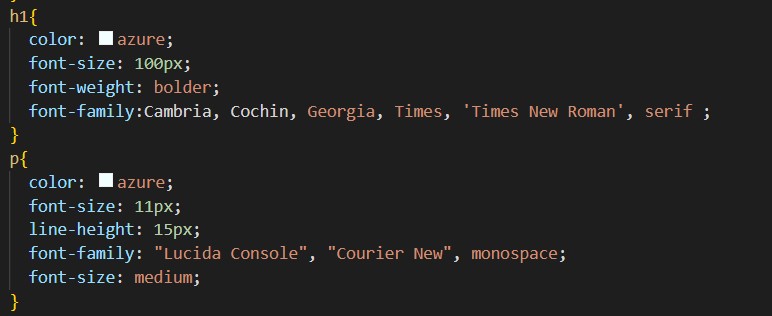 h1{
color: azure;
font-size: 100px;
font-weight: bolder;
font-family:Cambria, Cochin, Georgia, Times, 'Times New Roman', serif ;
}
p{
color: azure;
font-size: 11px;
line-height: 15px;
font-family: "Lucida Console", "Courier New", monospace;
font-size: medium;
}